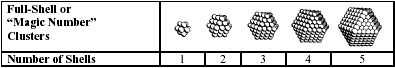 Full-Shell or
“Magic Number”
Clusters
Number of Shells 1 2 3 4 5